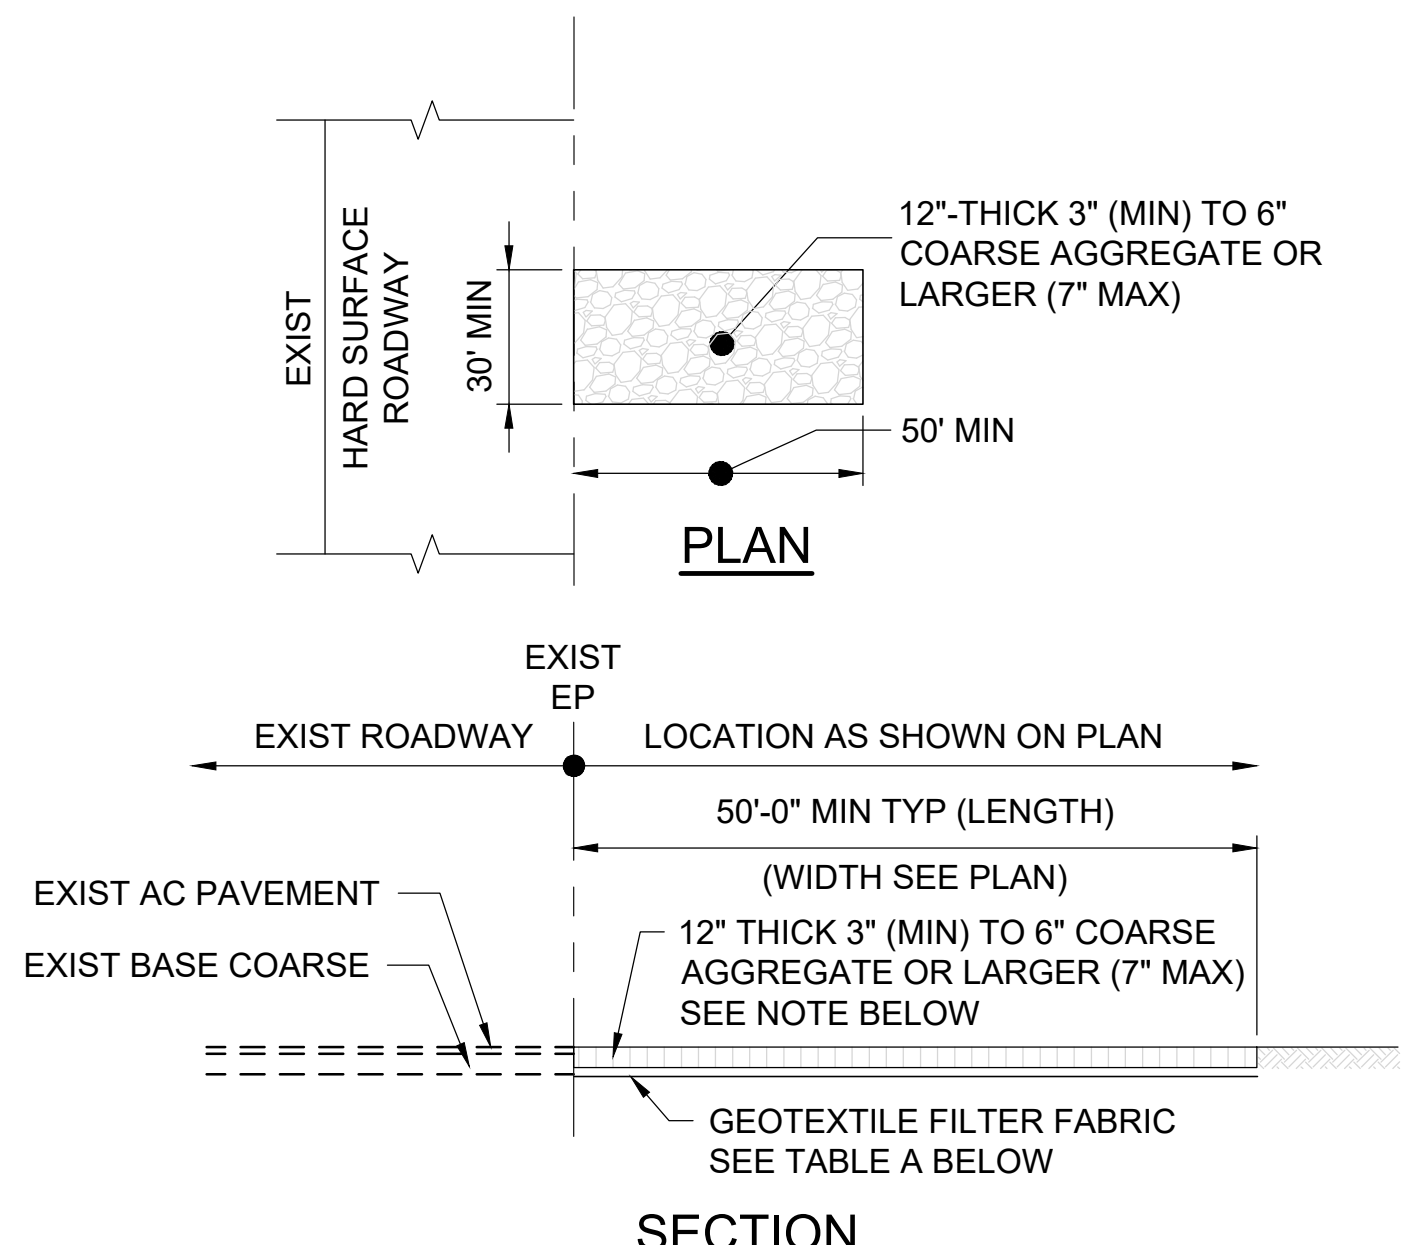 EXIST
HARD SURFACE
ROADWAY
30' MIN
12"-THICK 3" (MIN) TO 6"
COARSE AGGREGATE OR
LARGER (7" MAX)
50' MIN
PLAN
EXIST
EP
EXIST ROADWAY
LOCATION AS SHOWN ON PLAN
50'-0" MIN TYP (LENGTH)
(WIDTH SEE PLAN)
EXIST AC PAVEMENT
EXIST BASE COARSE
12" THICK 3" (MIN) TO 6" COARSE
AGGREGATE OR LARGER (7" MAX)
SEE NOTE BELOW
GEOTEXTILE FILTER FABRIC
SEE TABLE A BELOW
SECTION